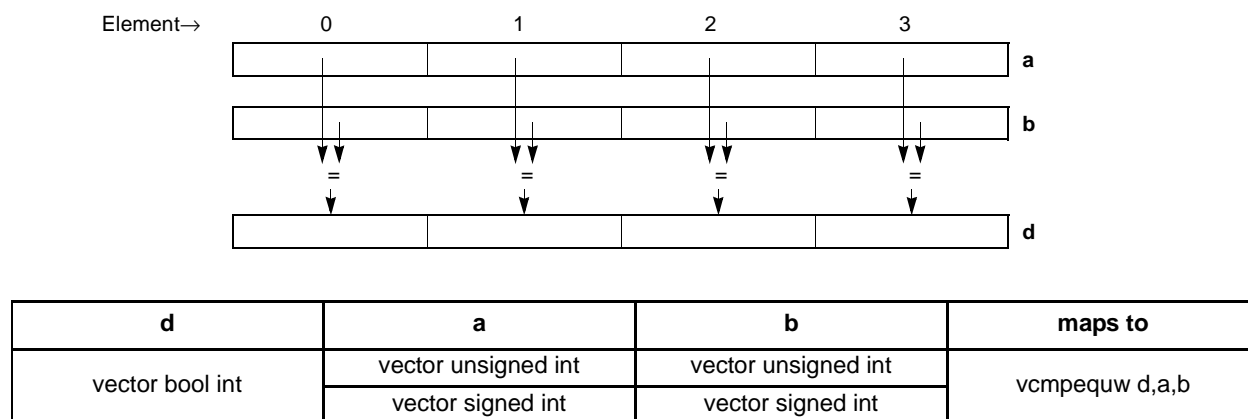 Element→ 0 1 2 3
a
b
= = = =
d
d a b maps to
vector bool int vector unsigned int vector unsigned int vcmpequw d,a,b
vector signed int vector signed int